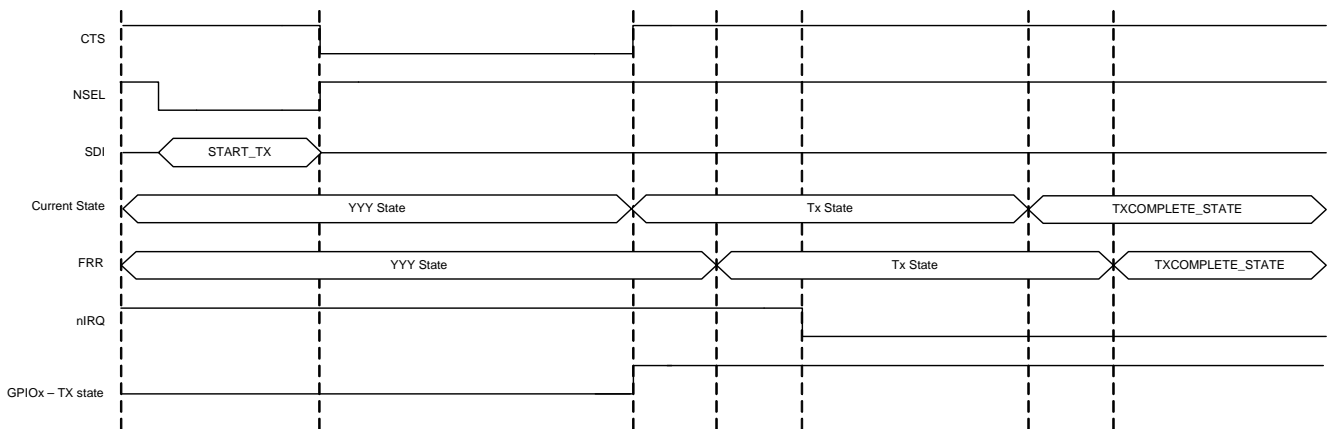 CTS
NSEL
SDI START_TX
Current State YYY State Tx State TXCOMPLETE_STATE
FRR YYY State Tx State TXCOMPLETE_STATE
nIRQ
GPIOx – TX state